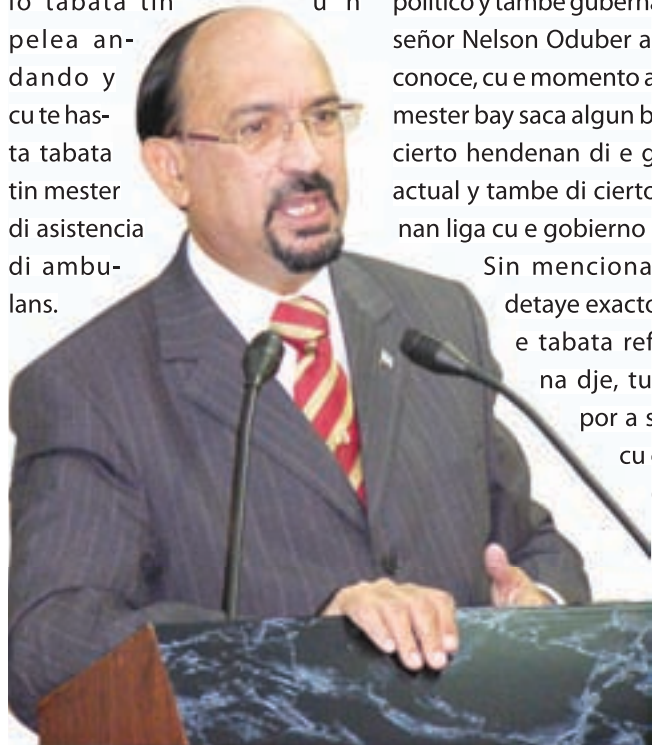 io tabata tin u n
pelea an-
dando y
cu te has-
ta tabata
tin mester
di asistencia
di ambu-
lans.
politico y tambe guberna
señor Nelson Oduber a
conoce, cu e momento a
mester bay saca algun b
cierto hendenan di e g
actual y tambe di cierto
nan liga cu e gobierno
Sin menciona
detaye exacto
e tabata ref
na dje, tu
por a s
cu